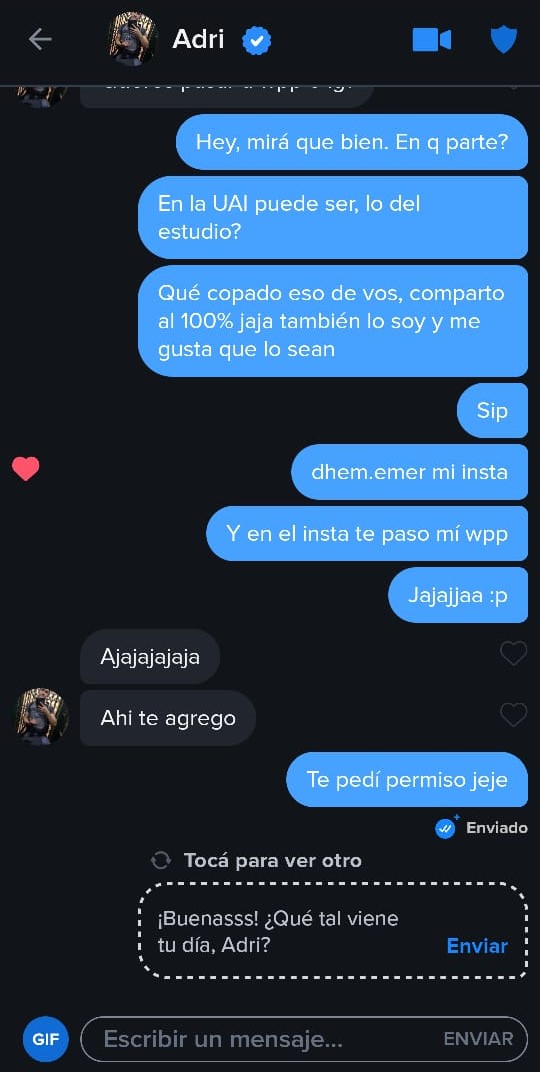 Adri
Hey, mirá que bien. En q parte?
En la UAI puede ser, lo del
estudio?
Qué copado eso de vos, comparto
al 100% jaja también lo soy y me
gusta que lo sean
Sip
dhem.emer mi insta
Y en el insta te paso mí wpp
Jajajjaa :p
Ajajajajaja
Ahi te agrego
Te pedí permiso jeje
Enviado
Tocá para ver otro
¡Buenasss! ¿Qué tal viene
tu día, Adri?
Enviar
GIF
Escribir un mensaje...
ENVIAR